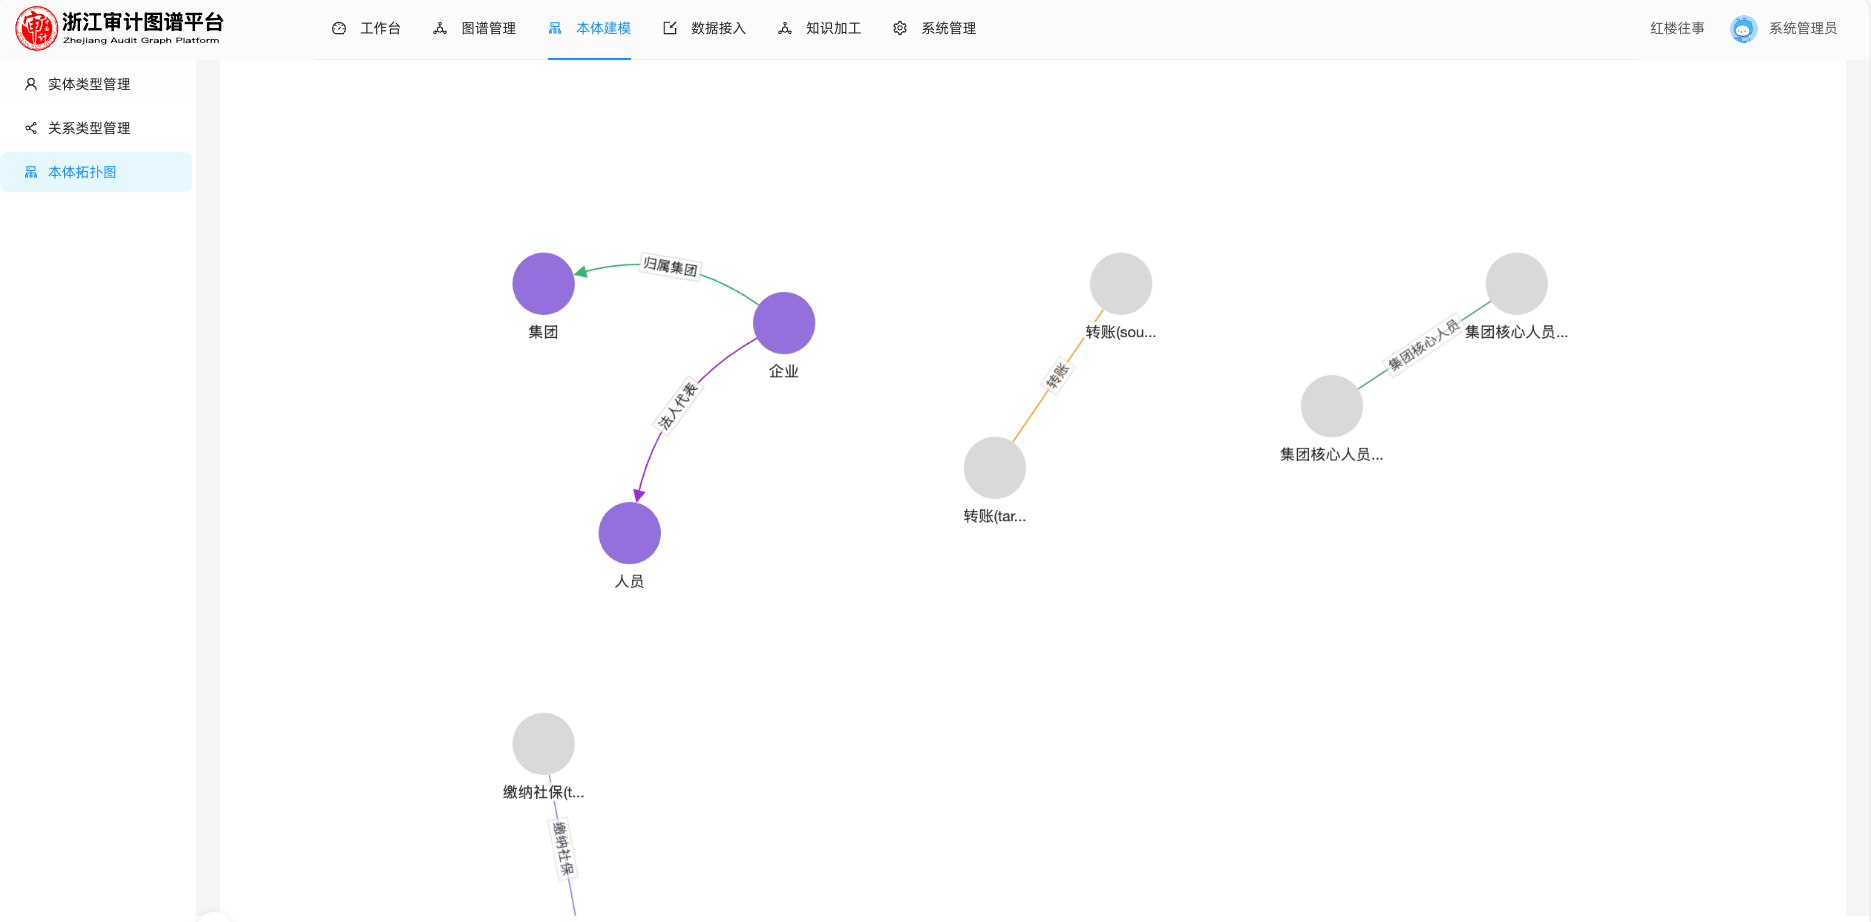 浙江审计图谱平台
Zhejiang Audit Graph Platform
工作台
图谱管理
本体建模
数据接入
知识加工
系统管理
红楼往事
系统管理员
实体类型管理
关系类型管理
本体拓扑图
归属集团
集团
企业
法人代表
人员
转账(sou...
转账
转账(tar...
集团核心人员...
集团核心人员
集团核心人员...
缴纳社保(t...
缴纳社保